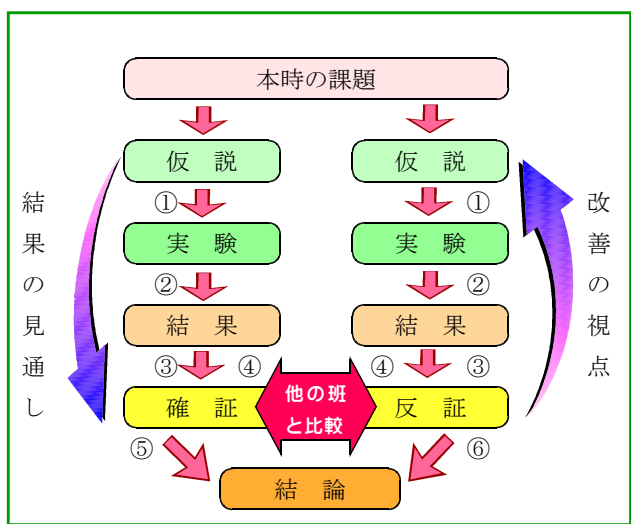 本時の課題
仮 説
仮 説
①
①
実 験
実 験
②
②
結 果
結 果
③ ④
④ ③
確 証
他の班
と比較
反 証
⑤
⑥
結 論
結果の見通し
改善の視点